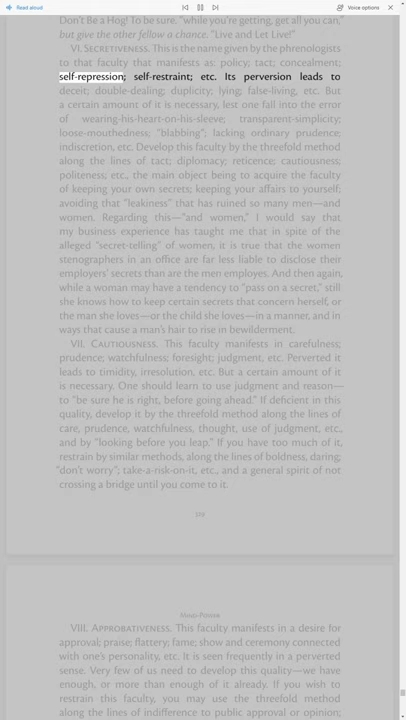 Read aloud
Voice options
Don't Be a Hog! To be sure, "while you're getting, get all you can,"
but give the other fellow a chance. "Live and Let Live!"
VI. SECRETIVENESS. This is the name given by the phrenologists
to that faculty that manifests as: policy; tact; concealment;
self-repression; self-restraint; etc. Its perversion leads to
deceit; double-dealing; duplicity; lying; false-living, etc. But
a certain amount of it is necessary, lest one fall into the error
of wearing-his-heart-on-his-sleeve; transparent-simplicity;
loose-mouthedness; "blabbing"; lacking ordinary prudence;
indiscretion, etc. Develop this faculty by the threefold method
along the lines of tact; diplomacy; reticence; cautiousness;
politeness; etc., the main object being to acquire the faculty
of keeping your own secrets; keeping your affairs to yourself;
avoiding that "leakiness" that has ruined so many men—and
women. Regarding this—"and women," I would say that
my business experience has taught me that in spite of the
alleged "secret-telling" of women, it is true that the women
stenographers in an office are far less liable to disclose their
employers' secrets than are the men employes. And then again,
while a woman may have a tendency to "pass on a secret," still
she knows how to keep certain secrets that concern herself, or
the man she loves—or the child she loves—in a manner, and in
ways that cause a man's hair to rise in bewilderment.
VII. CAUTIOUSNESS. This faculty manifests in carefulness;
prudence; watchfulness; foresight; judgment, etc. Perverted it
leads to timidity, irresolution, etc. But a certain amount of it
is necessary. One should learn to use judgment and reason—
to "be sure he is right, before going ahead." If deficient in this
quality, develop it by the threefold method along the lines of
care, prudence, watchfulness, thought, use of judgment, etc.,
and by "looking before you leap." If you have too much of it,
restrain by similar methods, along the lines of boldness, daring;
"don't worry"; take-a-risk-on-it, etc., and a general spirit of not
crossing a bridge until you come to it.
Mind-Power
VIII. APPROBATIVENESS. This faculty manifests in a desire for
approval; praise; flattery; fame; show and ceremony connected
with one's personality, etc. It is seen frequently in a perverted
sense. Very few of us need to develop this quality—we have
enough, or more than enough of it already. If you wish to
restrain this faculty, you may use the threefold method
along the lines of indifference to public approval or opinion;